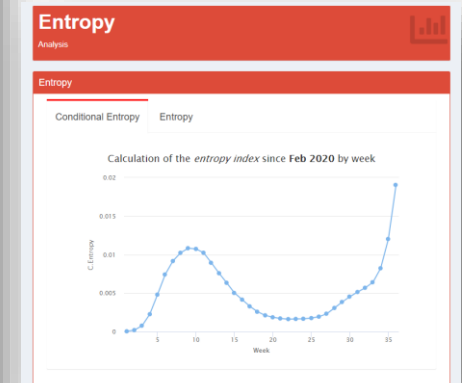 Entropy
Analysis
Entropy
Conditional Entropy Entropy
Calculation of the entropy index since Feb 2020 by week
0.02
0.015
0.01
0.005
0
C.Entropy
5 10 15 20 25 30 35
Week